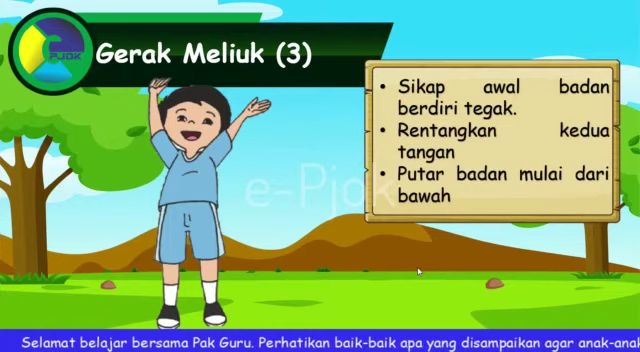 PJOK
Gerak Meliuk (3)
• Sikap awal badan
berdiri tegak.
• Rentangkan kedua
tangan
• Putar badan mulai dari
bawah
e-Pjok
Selamat belajar bersama Pak Guru. Perhatikan baik-baik apa yang disampaikan agar anak-anak